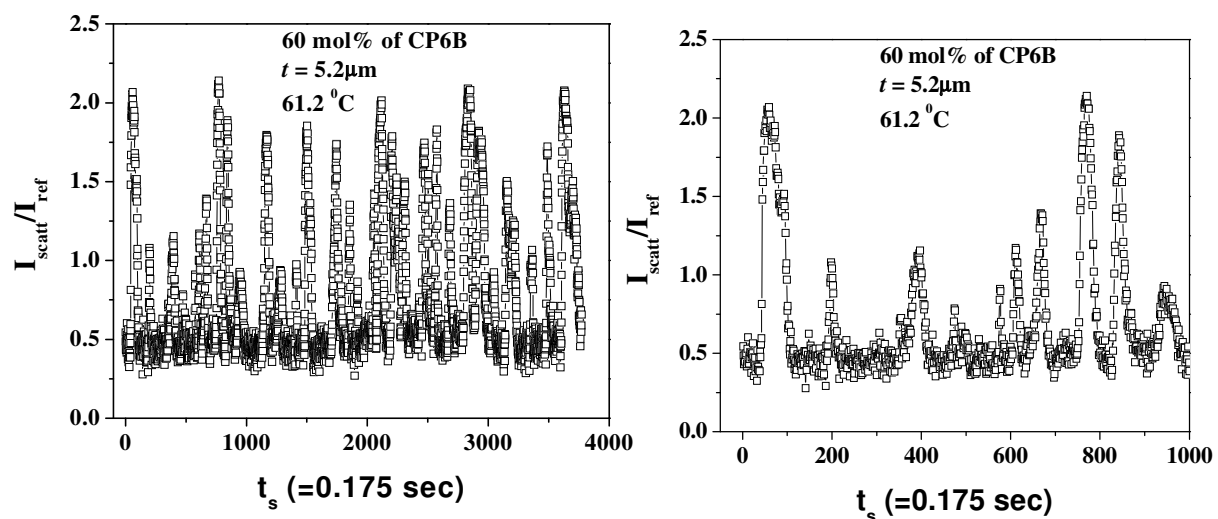 2.5
2.0
1.5
1.0
0.5
0.0
I_scatt/I_ref
60 mol% of CP6B
t = 5.2μm
61.2 ⁰C
0
1000
2000
3000
4000
t_s (=0.175 sec)
2.5
2.0
1.5
1.0
0.5
0.0
I_scatt/I_ref
60 mol% of CP6B
t = 5.2μm
61.2 ⁰C
0
200
400
600
800
1000
t_s (=0.175 sec)